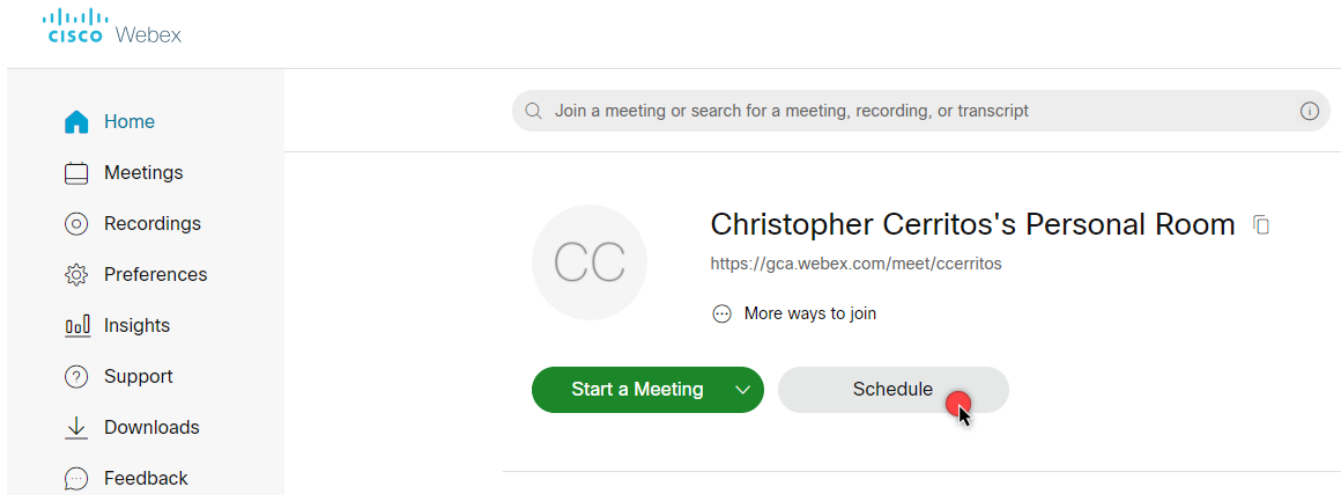 cisco Webex
Home
Meetings
Recordings
Preferences
Insights
Support
Downloads
Feedback
Join a meeting or search for a meeting, recording, or transcript
CC
Christopher Cerritos's Personal Room
https://gca.webex.com/meet/ccerritos
More ways to join
Start a Meeting
Schedule